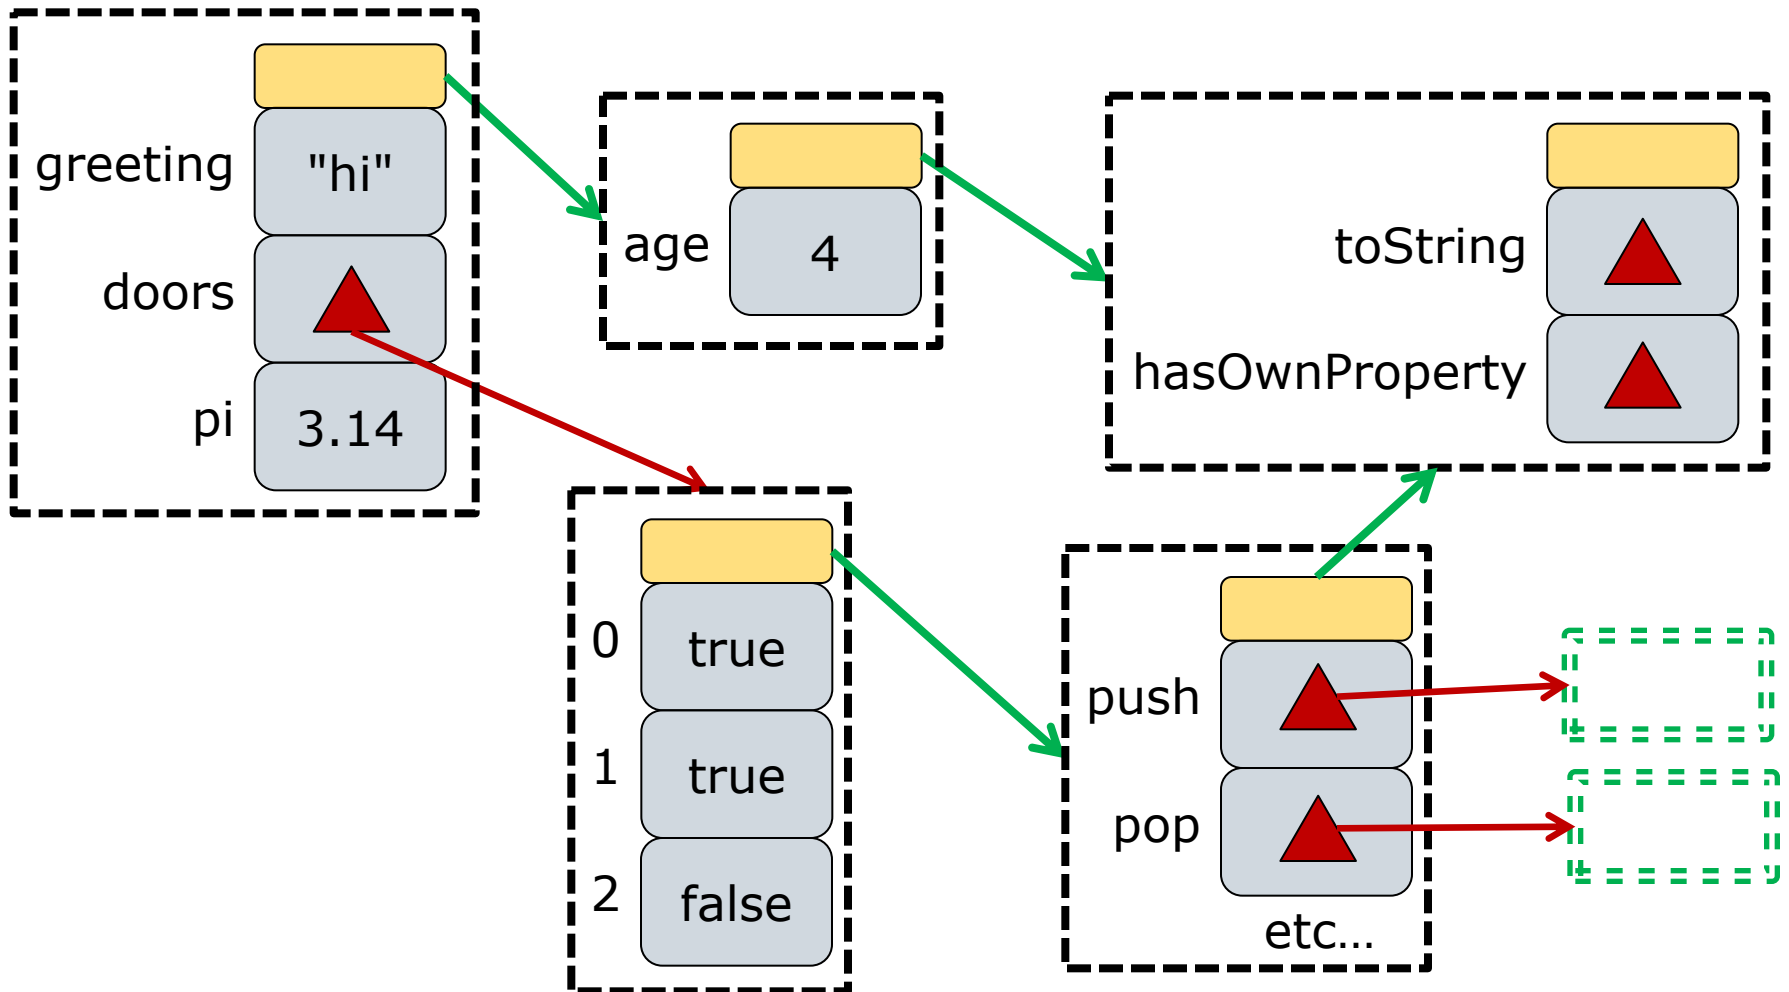 greeting "hi"
doors
pi 3.14
age 4
toString
hasOwnProperty
0 true
1 true
2 false
push
pop
etc…